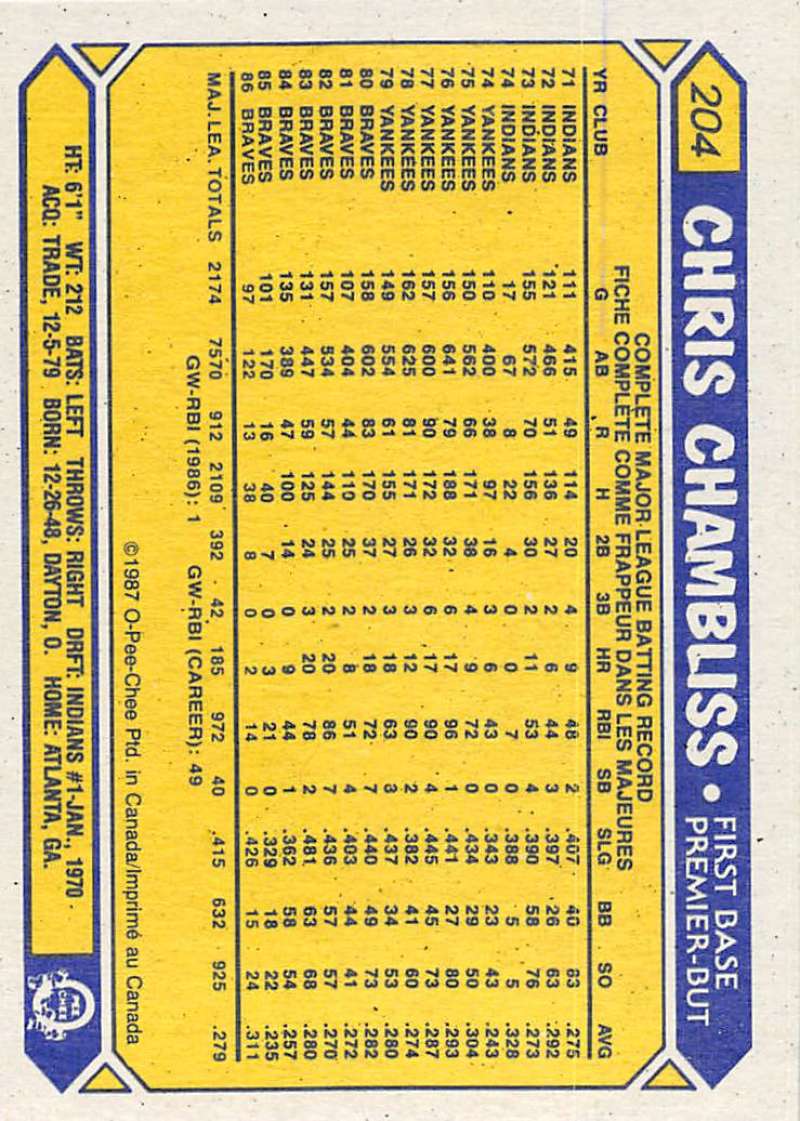 204 CHRIS CHAMBLISS • FIRST BASE
PREMIER-BUT
COMPLETE MAJOR LEAGUE BATTING RECORD
FICHE COMPLÈTE COMME FRAPPEUR DANS LES MAJEURES
YR CLUB G AB R H 2B 3B HR RBI SB SLG BB SO AVG
71 INDIANS 111 415 49 114 20 4 9 48 2 .407 40 83 .275
72 INDIANS 121 466 51 136 27 2 6 44 3 .397 26 63 .292
73 INDIANS 155 572 70 156 30 2 11 53 4 .390 58 76 .273
74 INDIANS 17 67 8 22 4 0 0 7 0 .388 5 5 .328
74 YANKEES 110 400 38 97 16 3 6 43 0 .343 23 43 .243
75 YANKEES 150 562 66 171 38 4 9 72 0 .434 29 50 .304
76 YANKEES 156 641 79 188 32 6 17 96 1 .441 27 80 .293
77 YANKEES 157 600 90 172 32 6 17 90 4 .445 45 73 .287
78 YANKEES 162 625 81 171 26 3 12 90 2 .382 41 60 .274
79 YANKEES 149 554 61 155 27 3 18 63 3 .437 34 53 .280
80 BRAVES 158 602 83 170 37 2 18 72 7 .440 49 73 .282
81 BRAVES 107 404 44 110 25 2 8 51 4 .403 44 41 .272
82 BRAVES 157 534 57 144 25 2 20 86 7 .436 57 57 .270
83 BRAVES 131 447 59 125 24 3 20 78 2 .481 63 68 .280
84 BRAVES 135 389 47 100 14 0 9 44 1 .362 58 54 .257
85 BRAVES 101 170 16 40 7 0 3 21 0 .329 18 22 .235
86 BRAVES 97 122 13 38 8 0 2 14 0 .426 15 24 .311
MAJ. LEA. TOTALS 2174 7570 912 2109 392 42 185 972 40 .415 632 925 .279
GW-RBI (1986): 1 GW-RBI (CAREER): 49
©1987 O-Pee-Chee Ptd. in Canada/Imprimé au Canada
HT: 6'1" WT: 212 BATS: LEFT THROWS: RIGHT DRFT: INDIANS #1-JAN., 1970
ACQ: TRADE, 12-5-79 BORN: 12-26-48, DAYTON, O. HOME: ATLANTA, GA.
O PEE CHEE